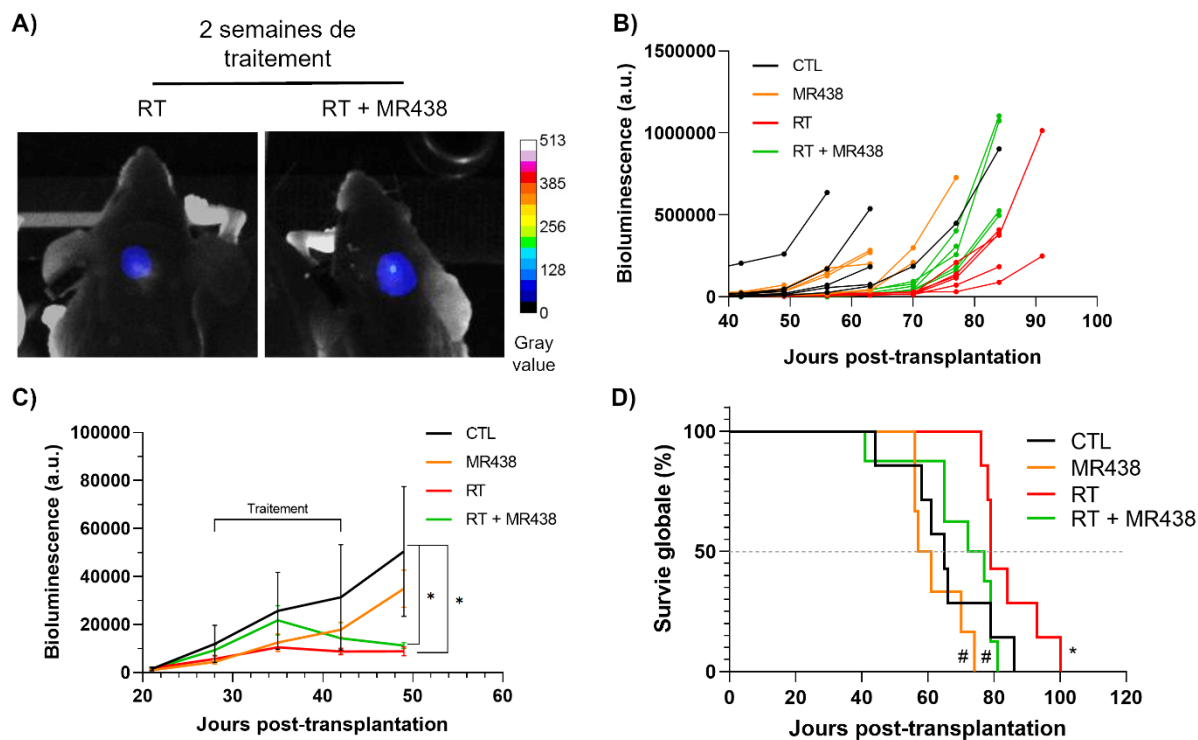 A)
2 semaines de
traitement
RT
RT + MR438
513
385
256
128
0
Gray
value
B)
Bioluminescence (a.u.)
1500000
1000000
500000
0
CTL
MR438
RT
RT + MR438
40 50 60 70 80 90 100
Jours post-transplantation
C)
Bioluminescence (a.u.)
100000
80000
60000
40000
20000
0
CTL
MR438
RT
RT + MR438
Traitement
* *
20 30 40 50 60
Jours post-transplantation
D)
Survie globale (%)
100
50
0
CTL
MR438
RT
RT + MR438
# # *
0 20 40 60 80 100 120
Jours post-transplantation